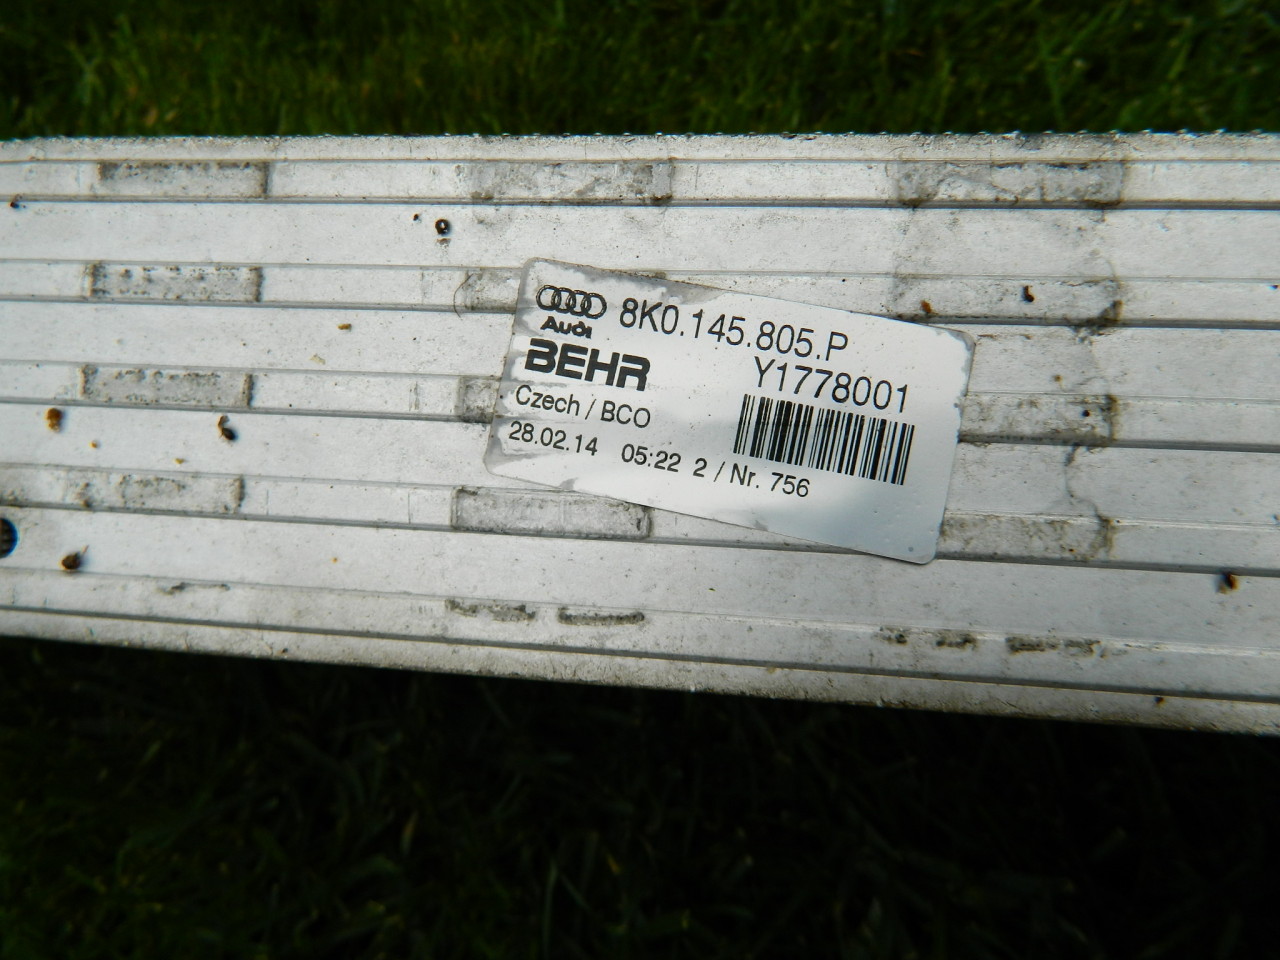 8K0.145.805.P
Audi
BEHR
Y1778001
Czech / BCO
28.02.14 05:22 2 / Nr. 756